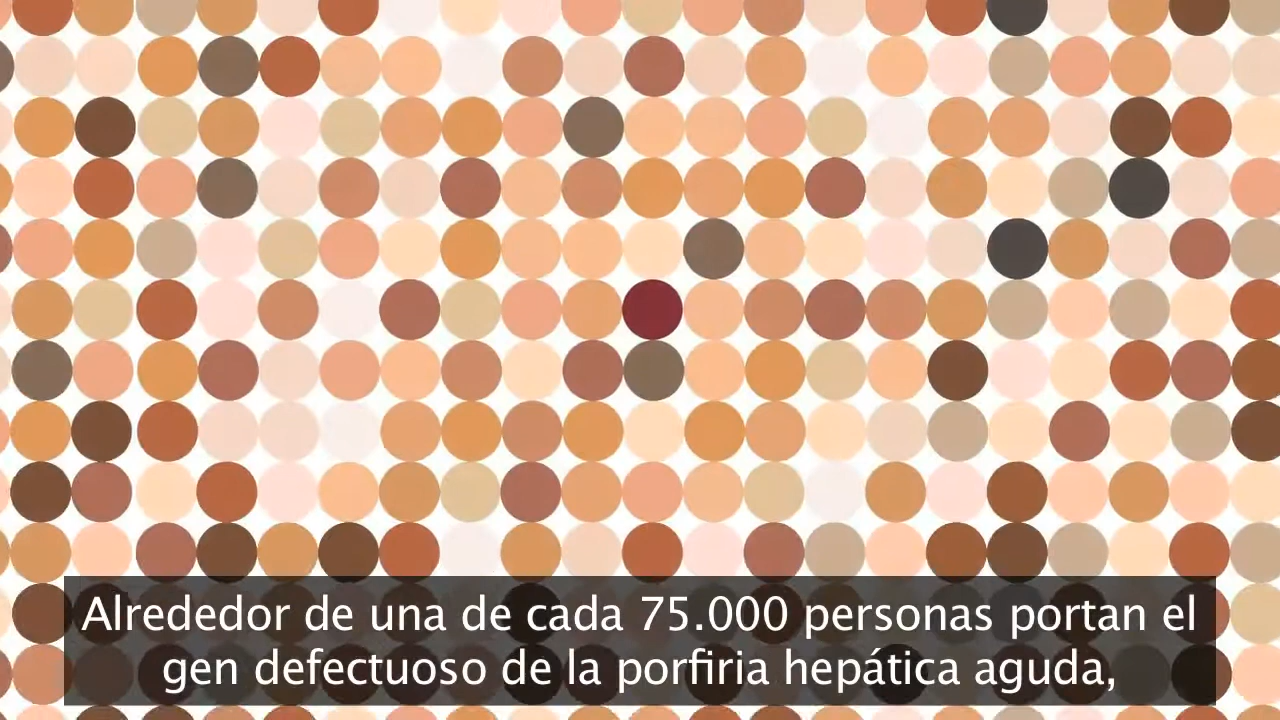 Alrededor de una de cada 75.000 personas portan el
gen defectuoso de la porfiria hepática aguda,